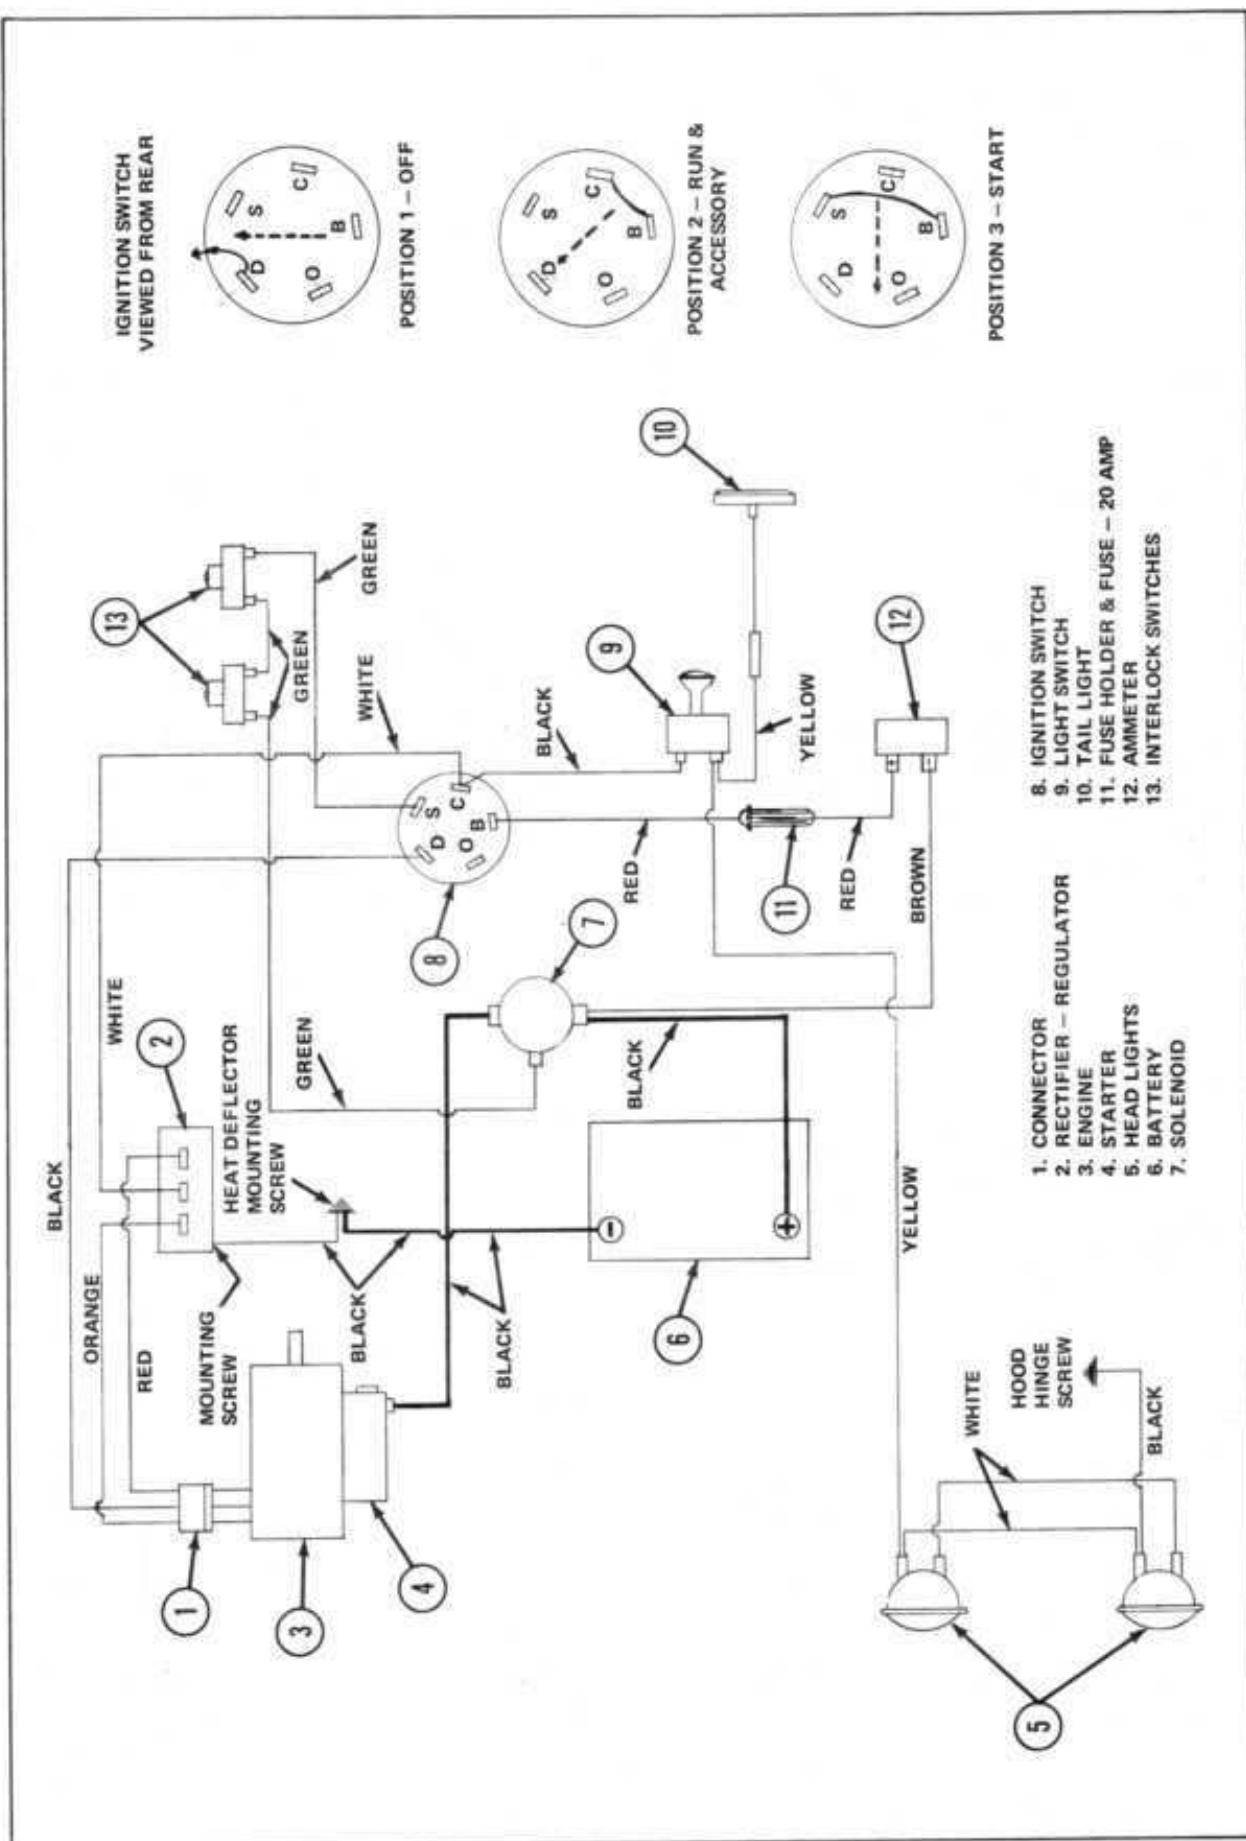 IGNITION SWITCH
VIEWED FROM REAR
D
S
C
B
O
POSITION 1 – OFF
D
S
C
B
O
POSITION 2 – RUN &
ACCESSORY
D
S
C
B
O
POSITION 3 – START
BLACK
WHITE
ORANGE
RED
2
HEAT DEFLECTOR
MOUNTING
SCREW
MOUNTING
SCREW
1
3
4
BLACK
BLACK
GREEN
13
GREEN
GREEN
WHITE
D
S
C
B
O
8
7
BLACK
9
10
YELLOW
RED
11
RED
12
BROWN
BLACK
–
+
6
YELLOW
WHITE
HOOD
HINGE
SCREW
BLACK
5
1. CONNECTOR
2. RECTIFIER – REGULATOR
3. ENGINE
4. STARTER
5. HEAD LIGHTS
6. BATTERY
7. SOLENOID
8. IGNITION SWITCH
9. LIGHT SWITCH
10. TAIL LIGHT
11. FUSE HOLDER & FUSE – 20 AMP
12. AMMETER
13. INTERLOCK SWITCHES